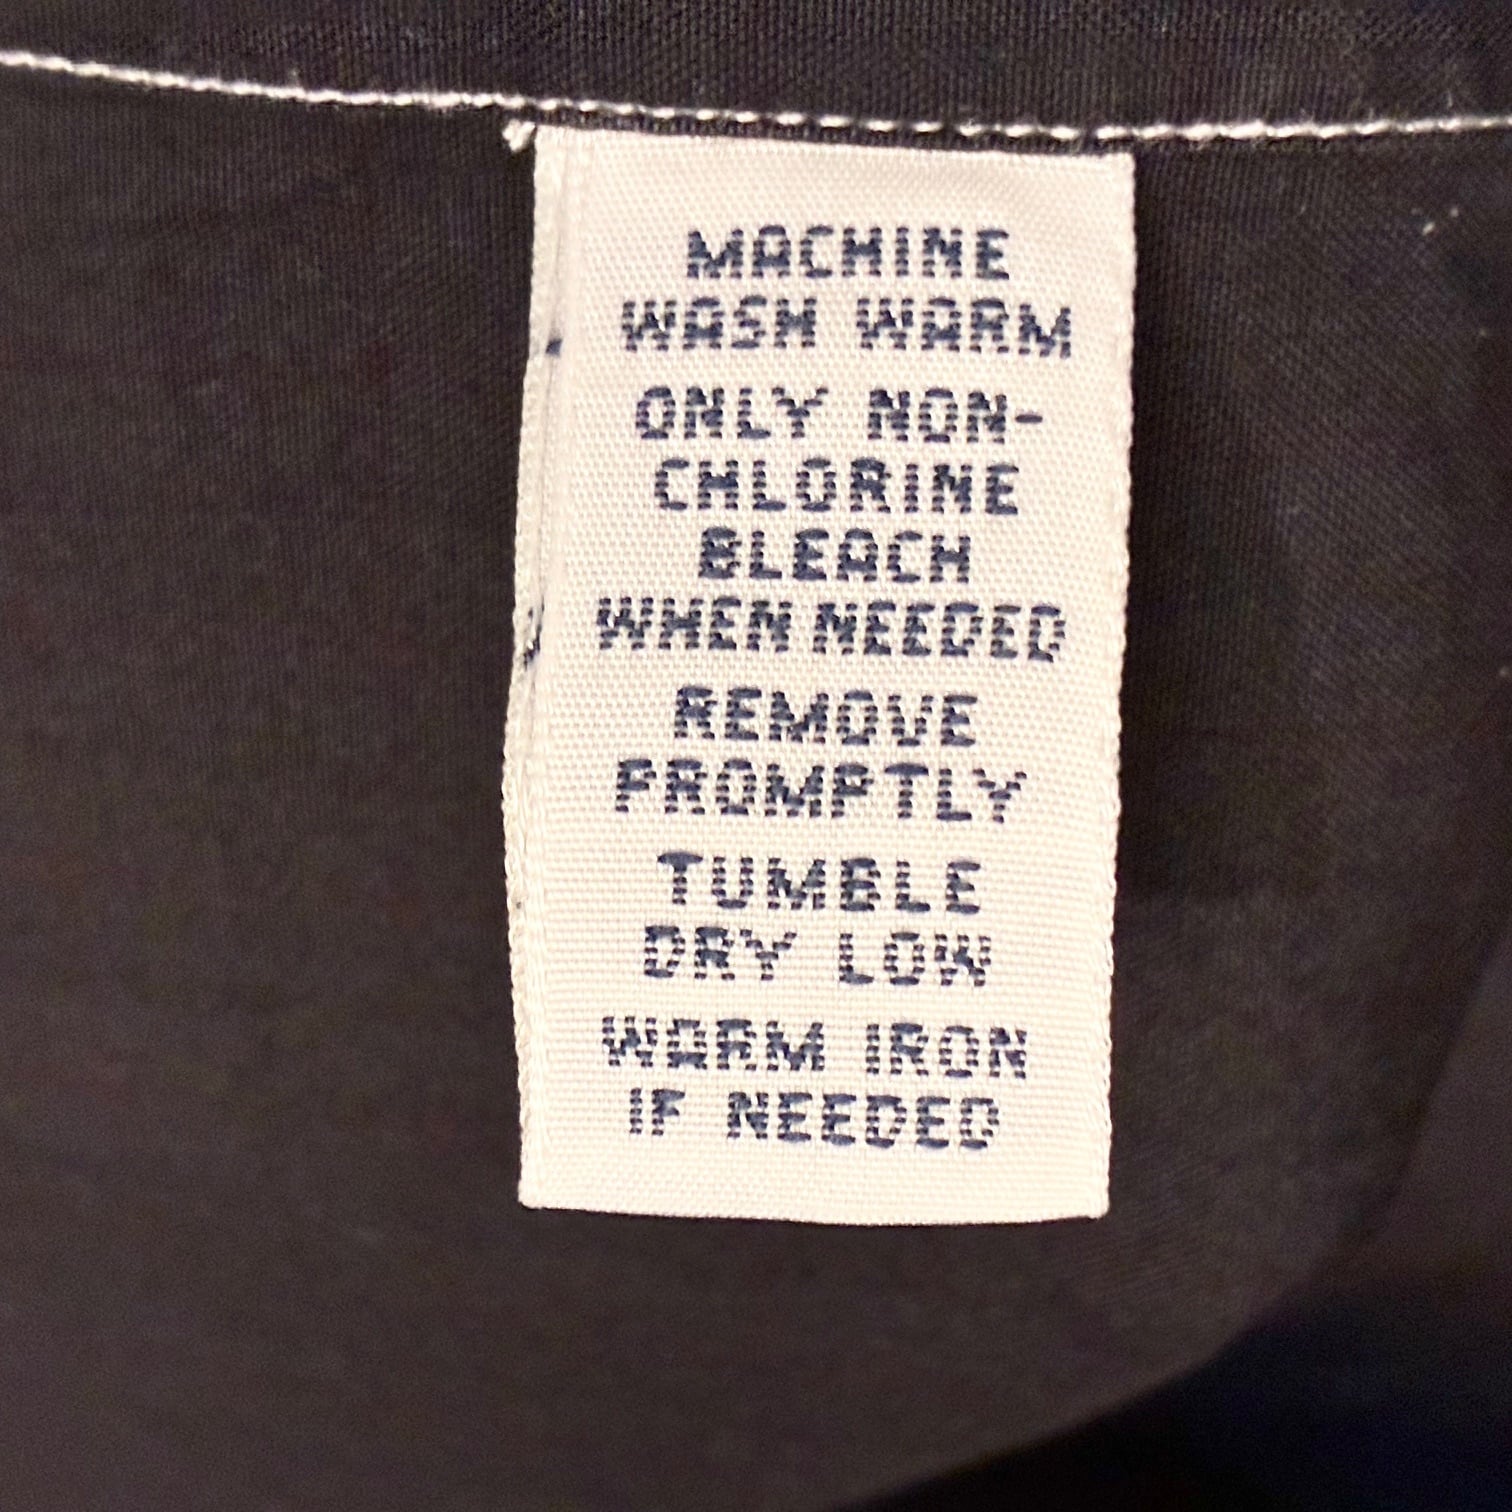 MACHINE
WASH WARM
ONLY NON-
CHLORINE
BLEACH
WHEN NEEDED
REMOVE
PROMPTLY
TUMBLE
DRY LOW
WARM IRON
IF NEEDED